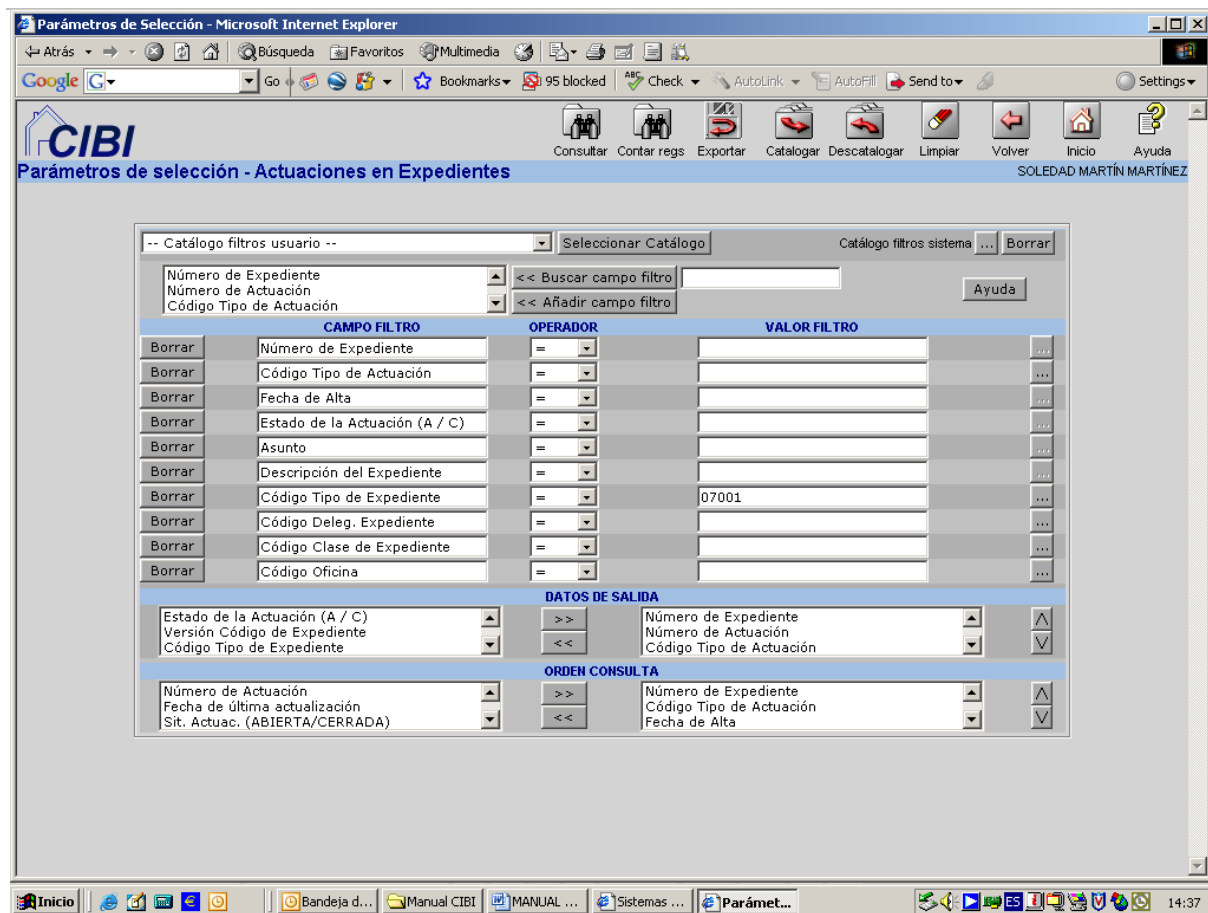 Parámetros de Selección - Microsoft Internet Explorer
Atrás Búsqueda Favoritos Multimedia
Google G Go Bookmarks 95 blocked ABC Check AutoLink AutoFill Send to Settings
CIBI
Consultar Contar regs Exportar Catalogar Descatalogar Limpiar Volver Inicio Ayuda
Parámetros de selección - Actuaciones en Expedientes SOLEDAD MARTÍN MARTÍNEZ
-- Catálogo filtros usuario -- Seleccionar Catálogo Catálogo filtros sistema ... Borrar
Número de Expediente << Buscar campo filtro
Número de Actuación Ayuda
Código Tipo de Actuación << Añadir campo filtro
CAMPO FILTRO OPERADOR VALOR FILTRO
Borrar Número de Expediente = ...
Borrar Código Tipo de Actuación = ...
Borrar Fecha de Alta = ...
Borrar Estado de la Actuación (A / C) = ...
Borrar Asunto = ...
Borrar Descripción del Expediente = ...
Borrar Código Tipo de Expediente = 07001 ...
Borrar Código Deleg. Expediente = ...
Borrar Código Clase de Expediente = ...
Borrar Código Oficina = ...
DATOS DE SALIDA
Estado de la Actuación (A / C) >> Número de Expediente
Versión Código de Expediente Número de Actuación
Código Tipo de Expediente << Código Tipo de Actuación
ORDEN CONSULTA
Número de Actuación >> Número de Expediente
Fecha de última actualización Código Tipo de Actuación
Sit. Actuac. (ABIERTA/CERRADA) << Fecha de Alta
Inicio Bandeja d... Manual CIBI MANUAL ... Sistemas ... Parámet... ES 14:37